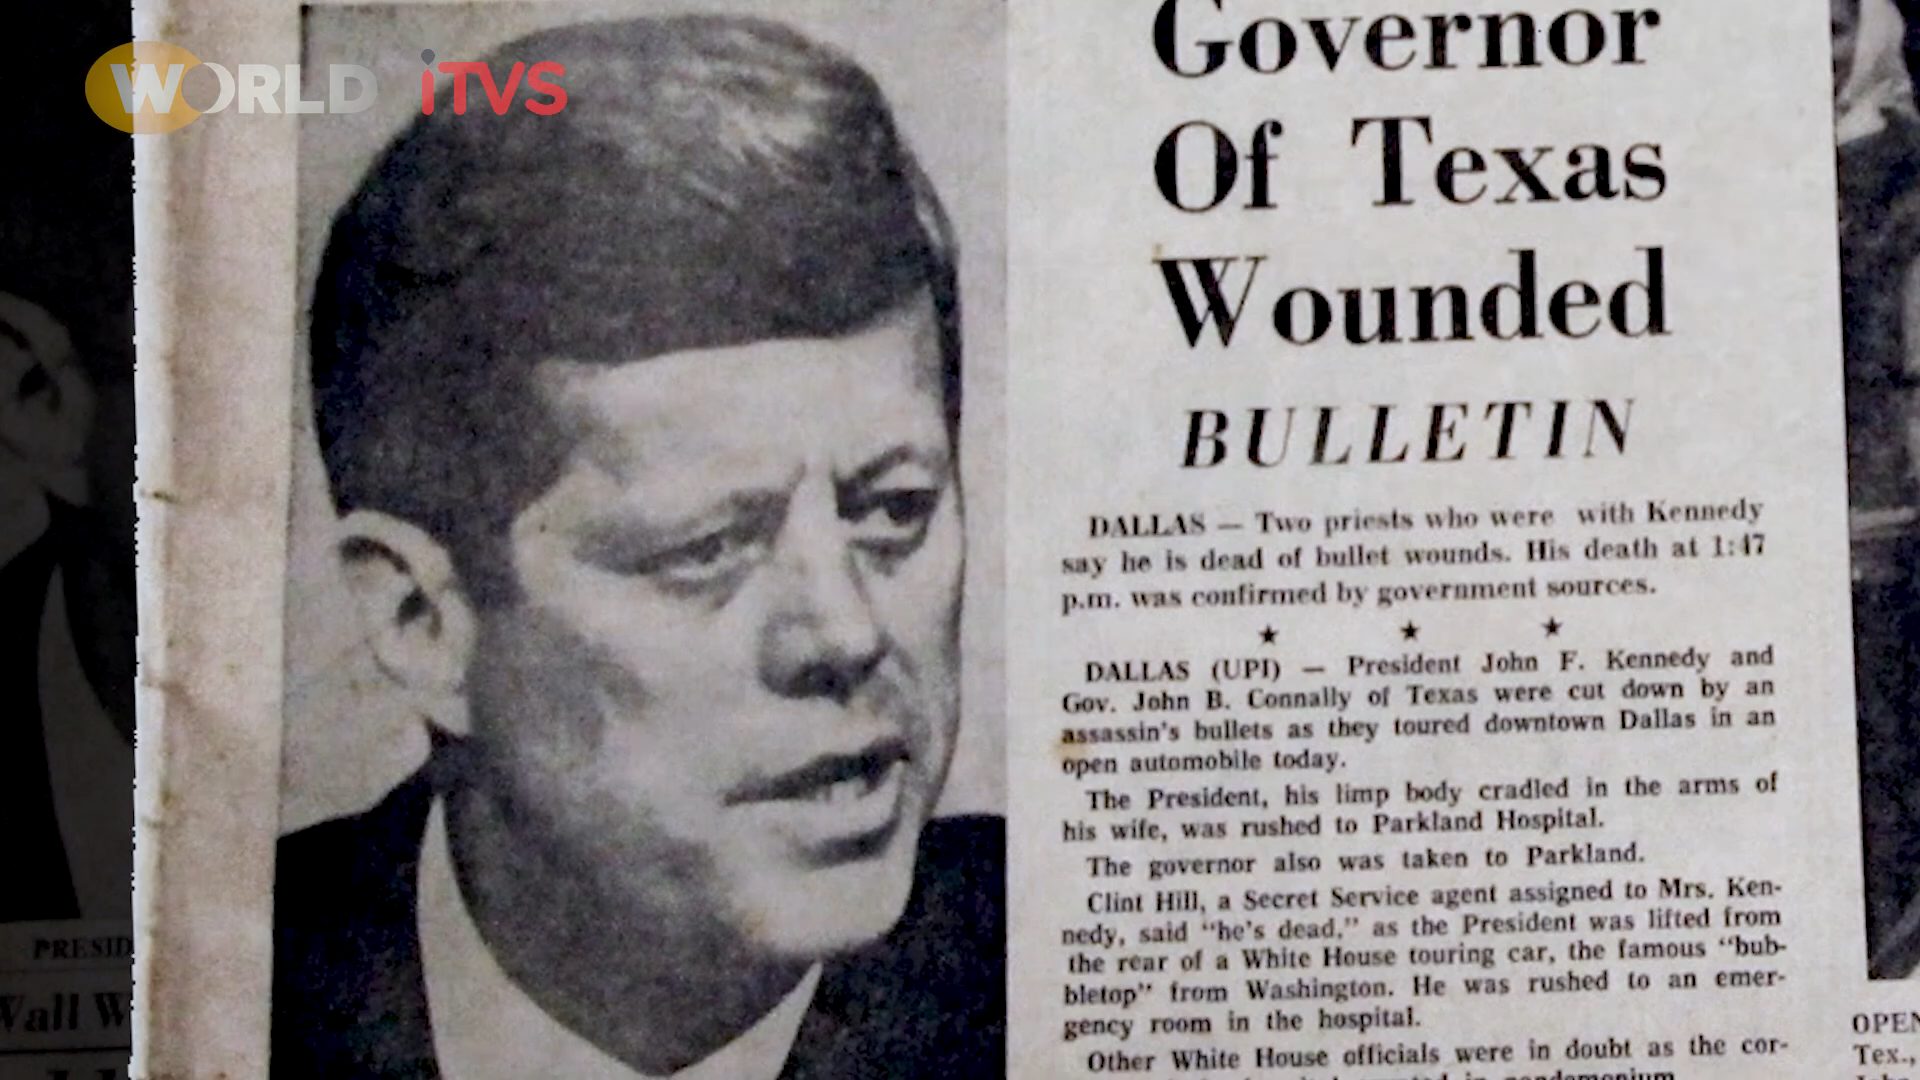 WORLD iTVS
Governor
Of Texas
Wounded
BULLETIN
DALLAS — Two priests who were with Kennedy
say he is dead of bullet wounds. His death at 1:47
p.m. was confirmed by government sources.
★ ★ ★
DALLAS (UPI) — President John F. Kennedy and
Gov. John B. Connally of Texas were cut down by an
assassin's bullets as they toured downtown Dallas in an
open automobile today.
The President, his limp body cradled in the arms of
his wife, was rushed to Parkland Hospital.
The governor also was taken to Parkland.
Clint Hill, a Secret Service agent assigned to Mrs. Ken-
nedy, said "he's dead," as the President was lifted from
the rear of a White House touring car, the famous "bub-
bletop" from Washington. He was rushed to an emer-
gency room in the hospital.
Other White House officials were in doubt as the cor-
PRESID
Wall W
OPEN
Tex.,